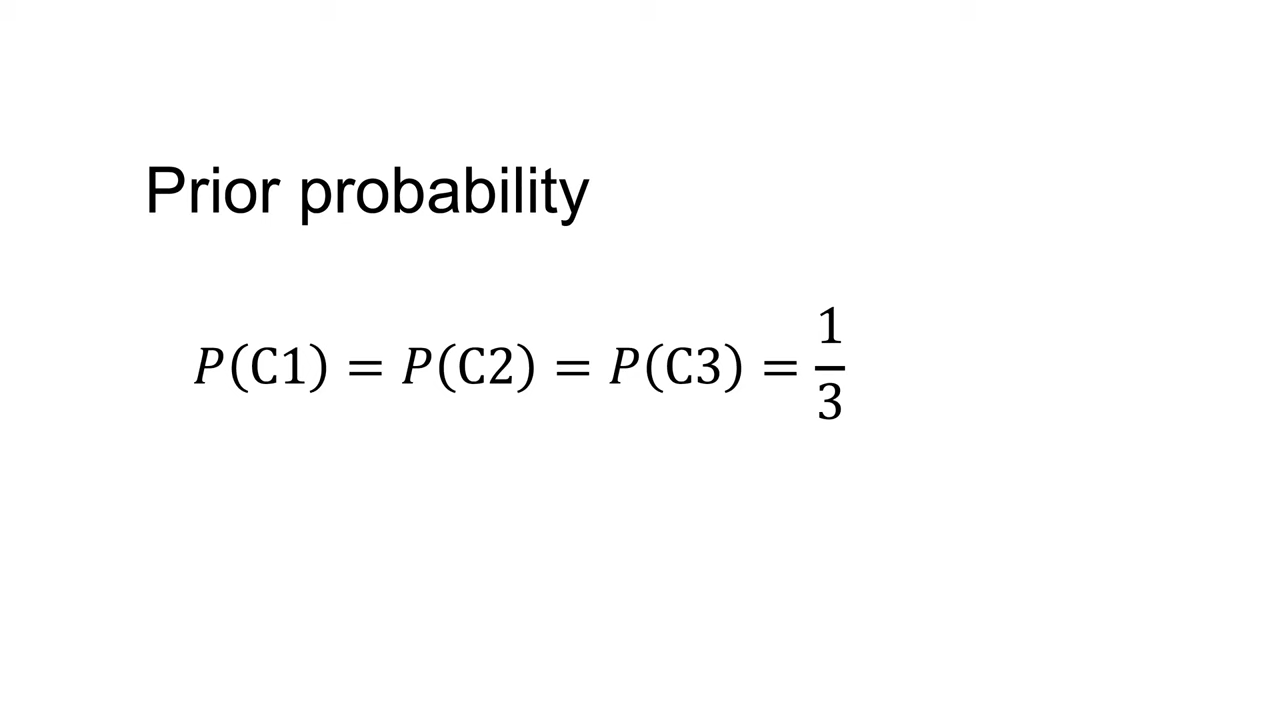 Prior probability
P(C1) = P(C2) = P(C3) = 1/3